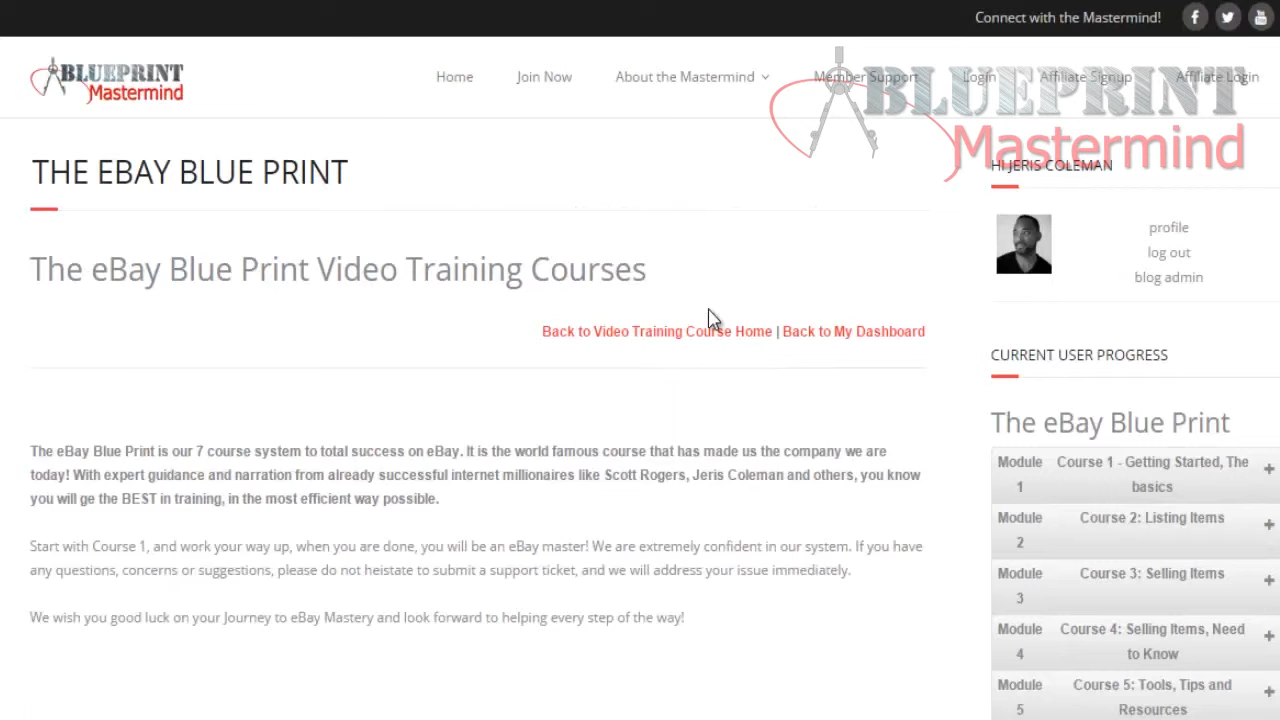 Connect with the Mastermind!
BLUEPRINT
Mastermind
Home
Join Now
About the Mastermind
Member Support
Login
Affiliate Signup
Affiliate Login
BLUEPRINT
Mastermind
THE EBAY BLUE PRINT
HI JERIS COLEMAN
profile
log out
blog admin
The eBay Blue Print Video Training Courses
Back to Video Training Course Home | Back to My Dashboard
CURRENT USER PROGRESS
The eBay Blue Print
The eBay Blue Print is our 7 course system to total success on eBay. It is the world famous course that has made us the company we are
today! With expert guidance and narration from already successful internet millionaires like Scott Rogers, Jeris Coleman and others, you know
you will ge the BEST in training, in the most efficient way possible.
Start with Course 1, and work your way up, when you are done, you will be an eBay master! We are extremely confident in our system. If you have
any questions, concerns or suggestions, please do not heistate to submit a support ticket, and we will address your issue immediately.
We wish you good luck on your Journey to eBay Mastery and look forward to helping every step of the way!
Module Course 1 - Getting Started, The
1 basics
Module Course 2: Listing Items
2
Module Course 3: Selling Items
3
Module Course 4: Selling Items, Need
4 to Know
Module Course 5: Tools, Tips and
5 Resources